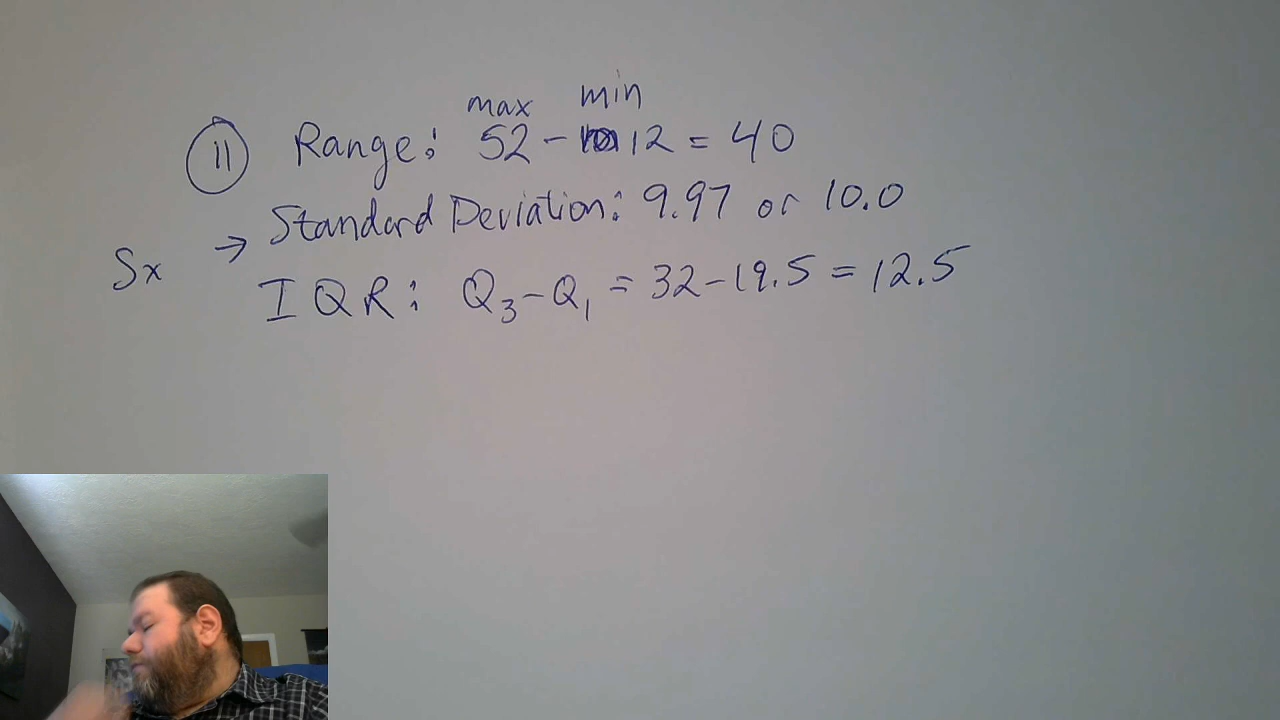 max min
ii Range: 52 - 12 = 40
Standard Deviation: 9.97 or 10.0
Sx →
IQR: Q3 - Q1 = 32 - 19.5 = 12.5